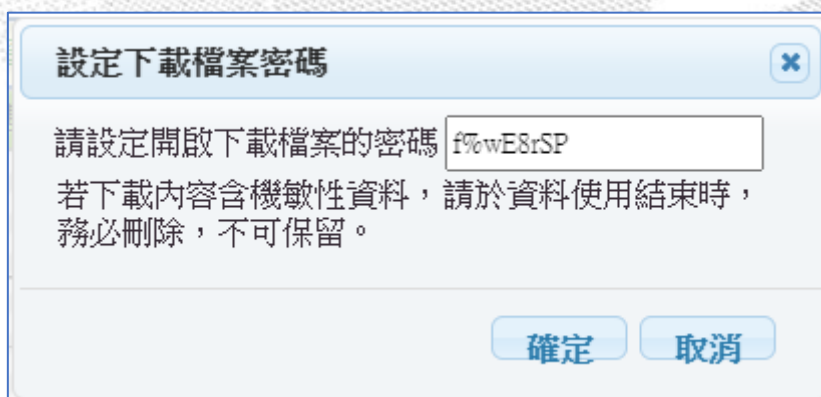 設定下載檔案密碼
請設定開啟下載檔案的密碼 f%wE8rSP
若下載內容含機敏性資料，請於資料使用結束時，
務必刪除，不可保留。
確定 取消